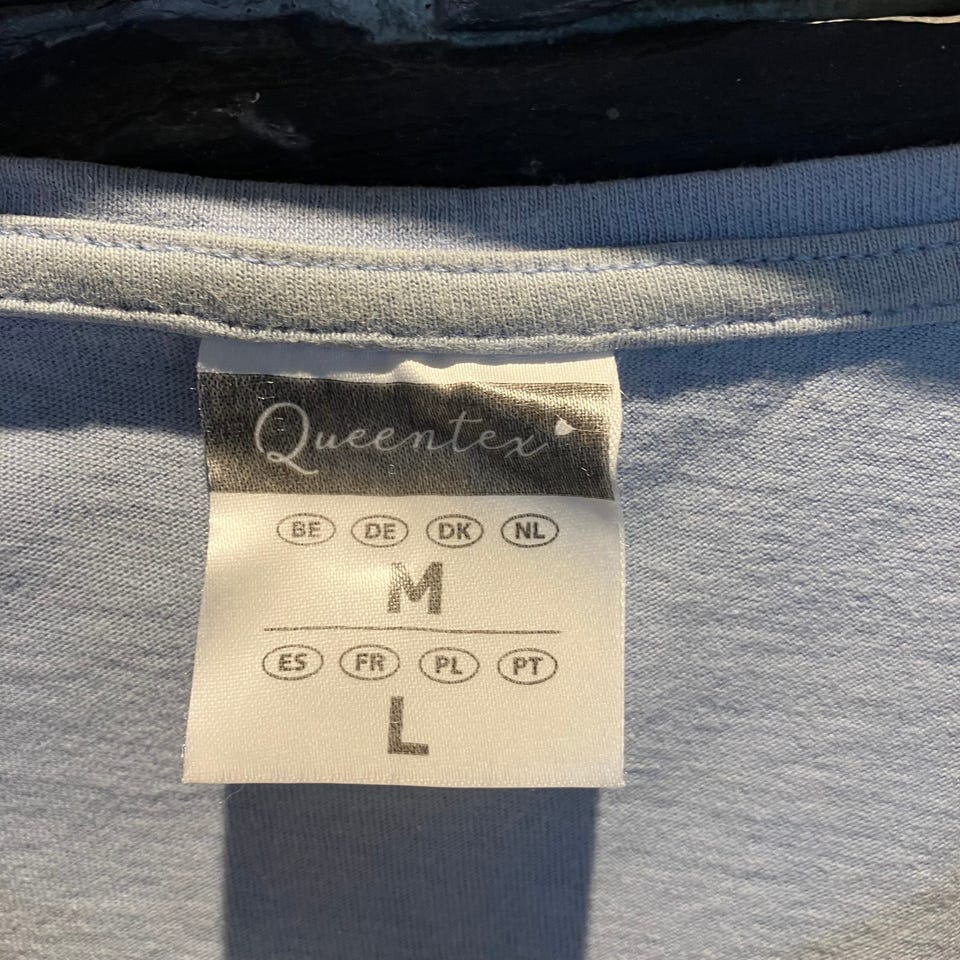 Queentex
BE DE DK NL
M
ES FR PL PT
L